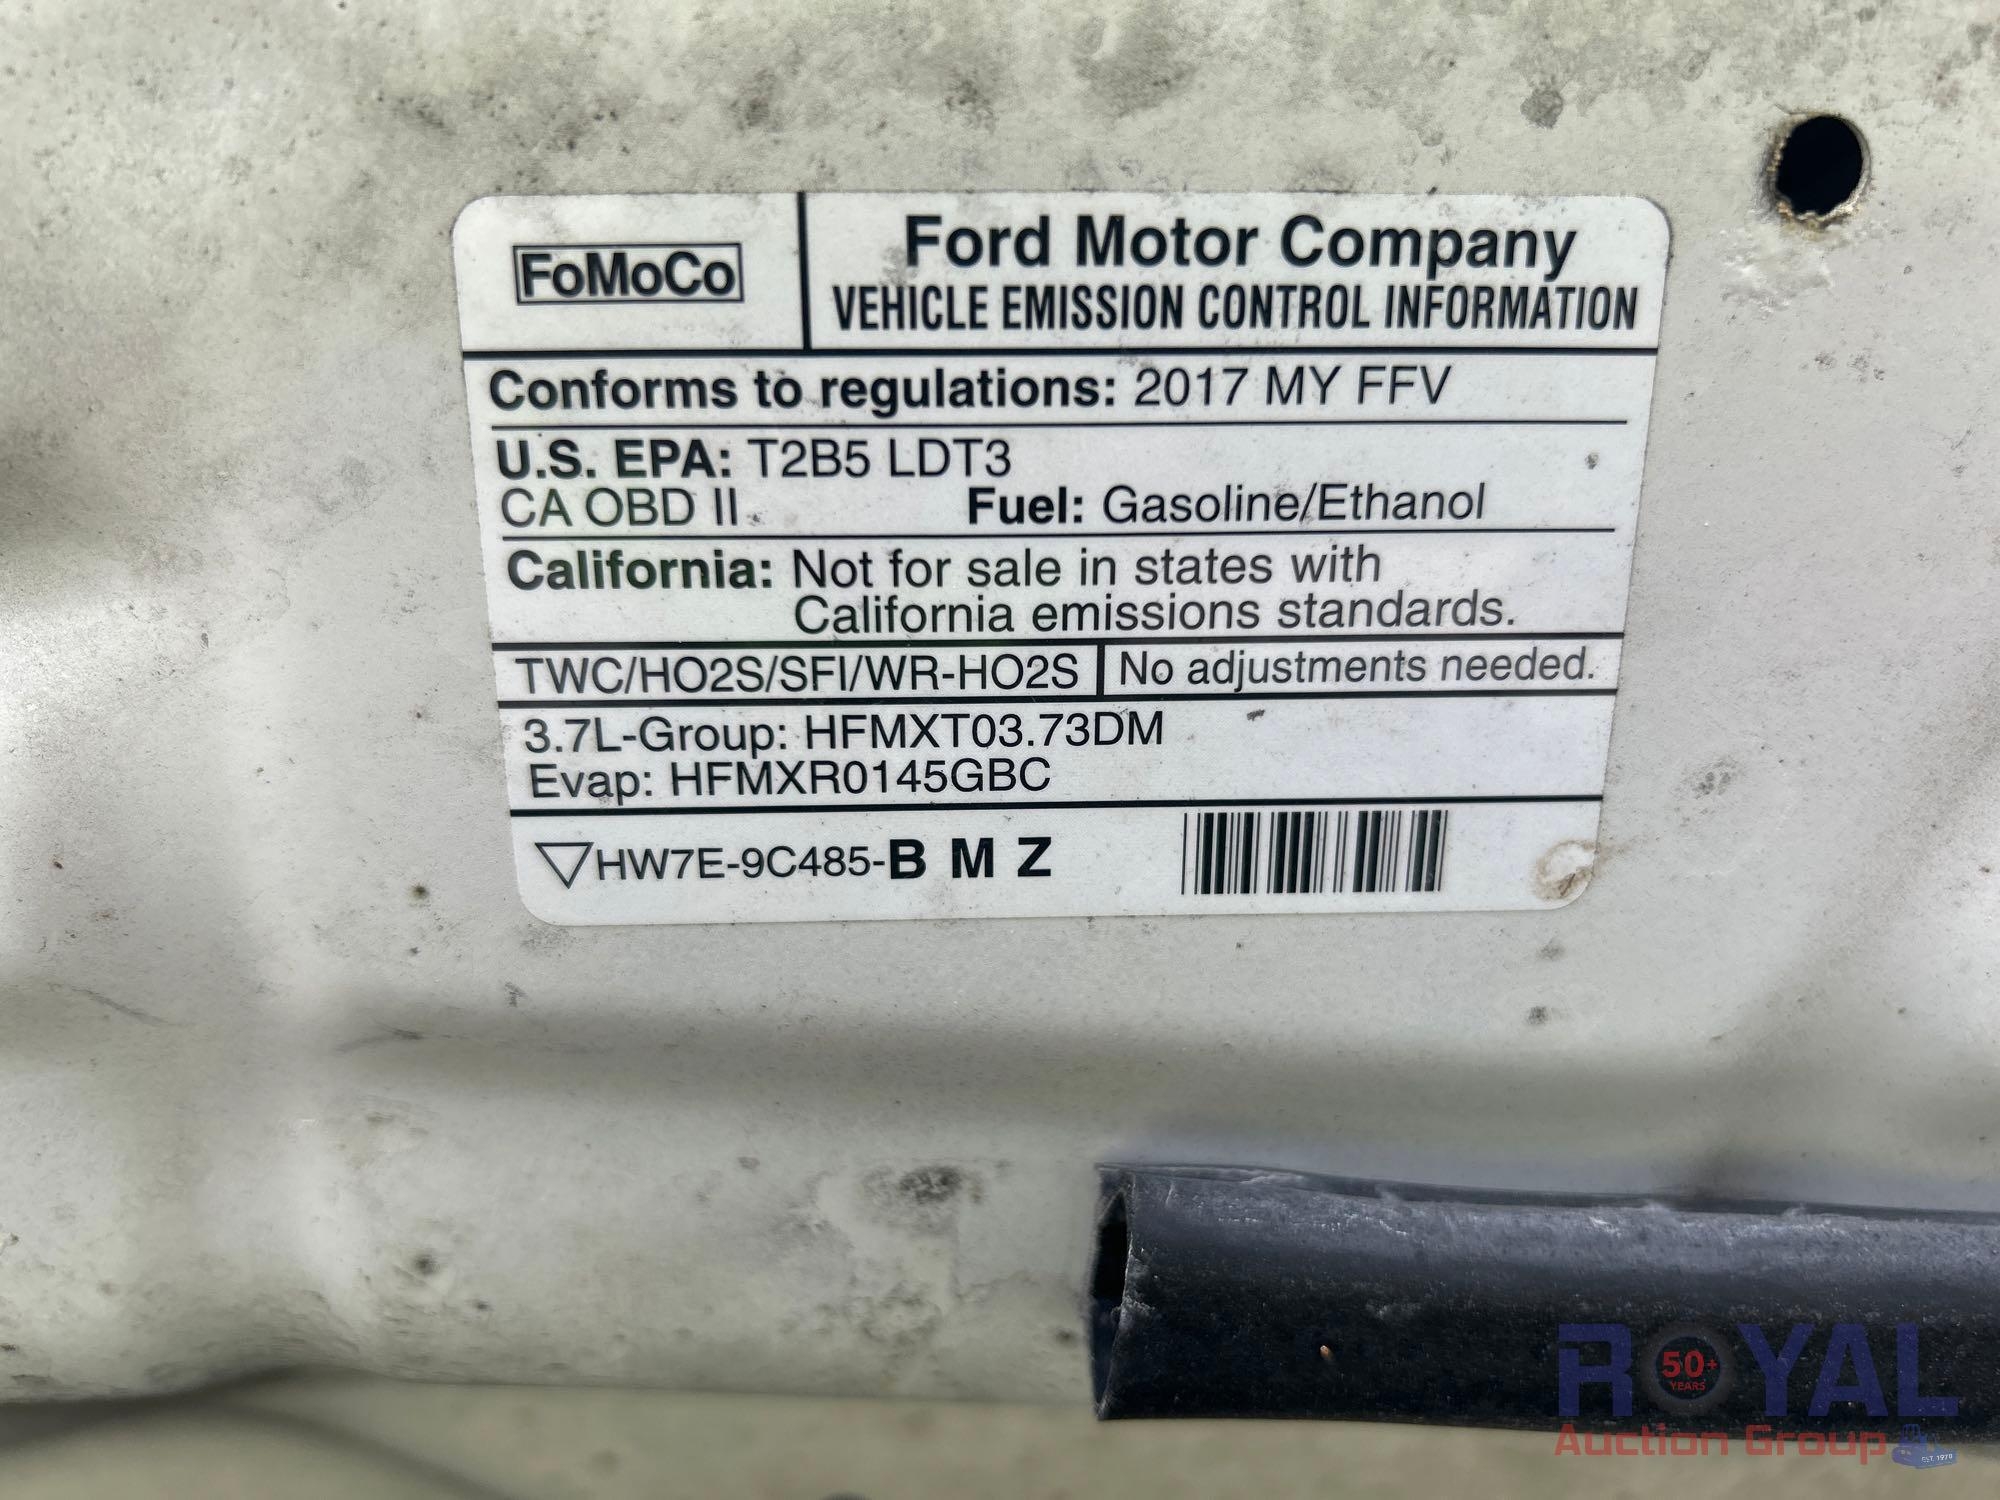 FoMoCo
Ford Motor Company
VEHICLE EMISSION CONTROL INFORMATION
Conforms to regulations: 2017 MY FFV
U.S. EPA: T2B5 LDT3
CA OBD II Fuel: Gasoline/Ethanol
California: Not for sale in states with
California emissions standards.
TWC/HO2S/SFI/WR-HO2S No adjustments needed.
3.7L-Group: HFMXT03.73DM
Evap: HFMXR0145GBC
HW7E-9C485-B M Z
ROYAL
50+
YEARS
Auction Group
EST. 1970